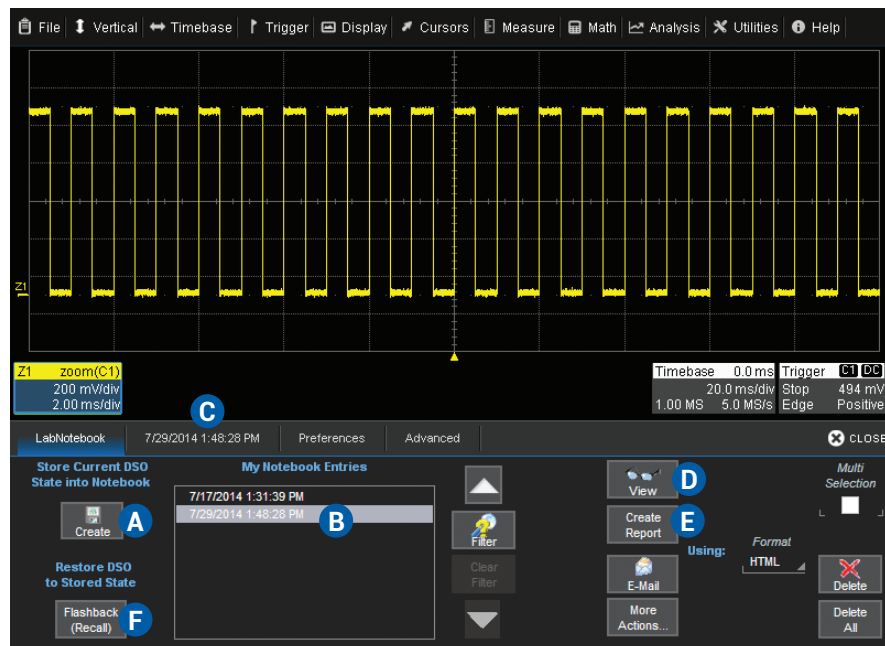 File Vertical Timebase Trigger Display Cursors Measure Math Analysis Utilities Help
Z1
Z1 zoom(C1)
200 mV/div
2.00 ms/div
Timebase 0.0 ms
20.0 ms/div
1.00 MS 5.0 MS/s
Trigger C1 DC
Stop 494 mV
Edge Positive
C
LabNotebook 7/29/2014 1:48:28 PM Preferences Advanced CLOSE
Store Current DSO
State into Notebook
Create
A
Restore DSO
to Stored State
Flashback
(Recall)
F
My Notebook Entries
7/17/2014 1:31:39 PM
7/29/2014 1:48:28 PM
B
Filter
Clear
Filter
View
D
Create
Report
E
E-Mail
More
Actions...
Using:
Format
HTML
Multi
Selection
Delete
Delete
All